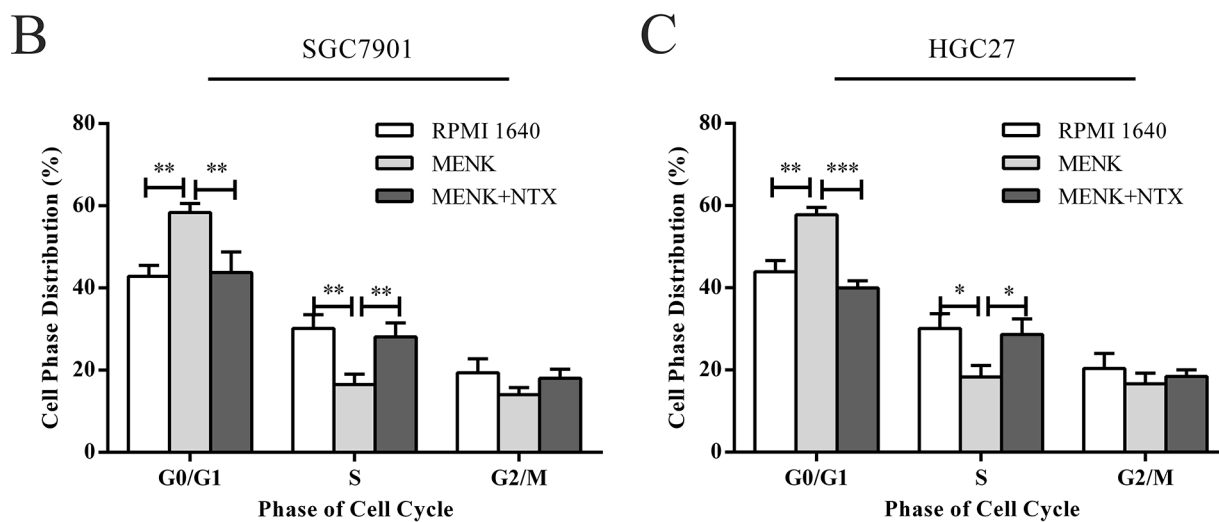 B
SGC7901
RPMI 1640
MENK
MENK+NTX
Cell Phase Distribution (%)
80
60
40
20
0
** **
** **
G0/G1 S G2/M
Phase of Cell Cycle
C
HGC27
RPMI 1640
MENK
MENK+NTX
Cell Phase Distribution (%)
80
60
40
20
0
** ***
* *
G0/G1 S G2/M
Phase of Cell Cycle